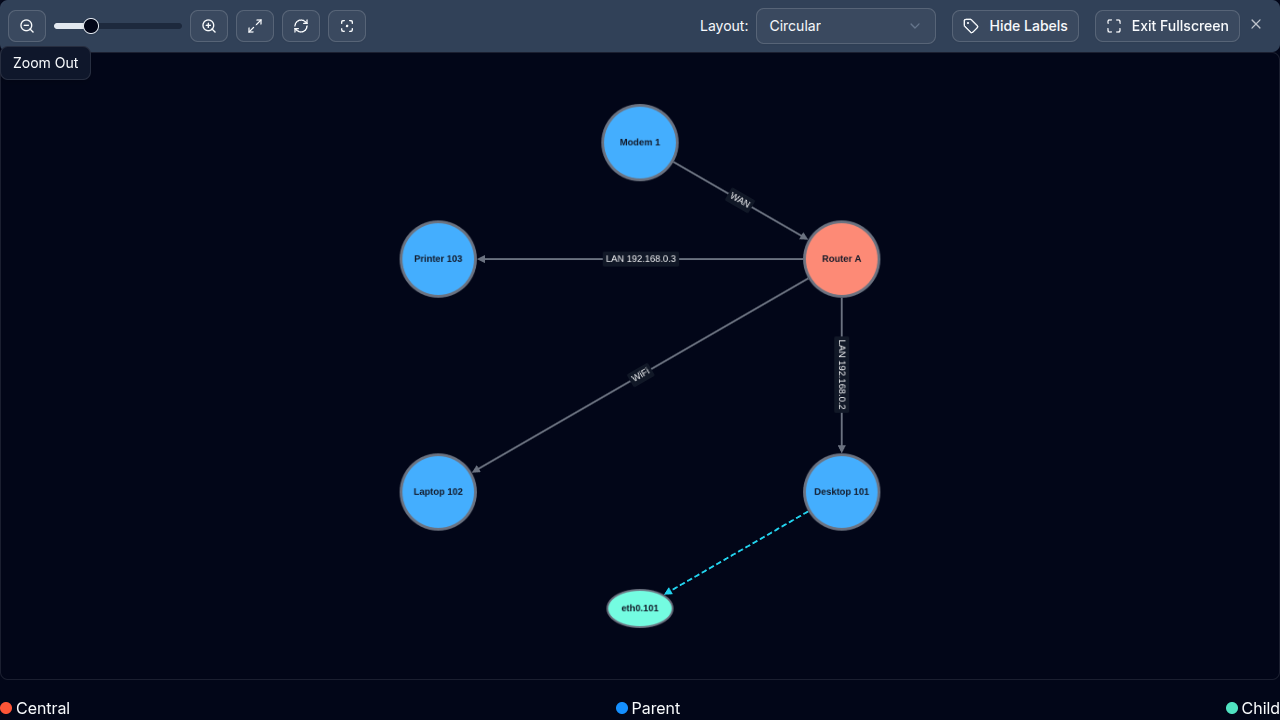 Layout:
Circular
Hide Labels
Exit Fullscreen
Zoom Out
Modem 1
WAN
Printer 103
LAN 192.168.0.3
Router A
WiFi
LAN 192.168.0.2
Laptop 102
Desktop 101
eth0.101
Central
Parent
Child